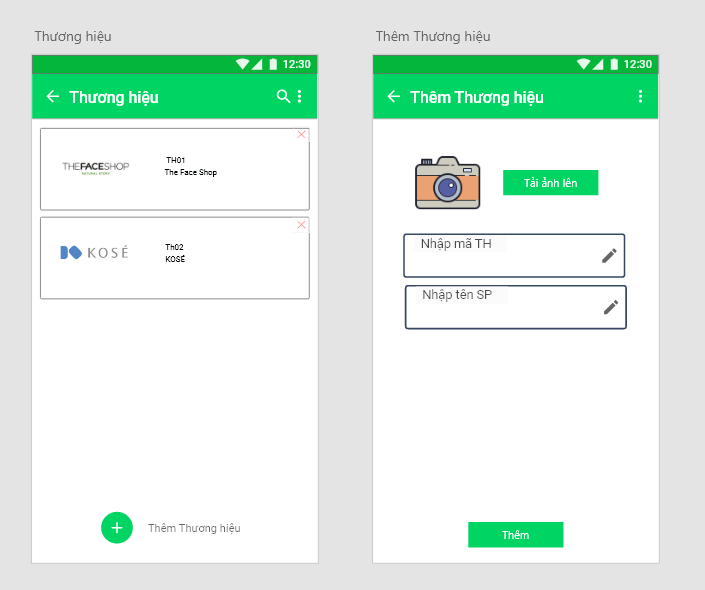 Thương hiệu
12:30
Thương hiệu
THEFACESHOP
NATURAL STORY
TH01
The Face Shop
KOSÉ
Th02
KOSÉ
Thêm Thương hiệu
Thêm Thương hiệu
12:30
Thêm Thương hiệu
Tải ảnh lên
Nhập mã TH
Nhập tên SP
Thêm